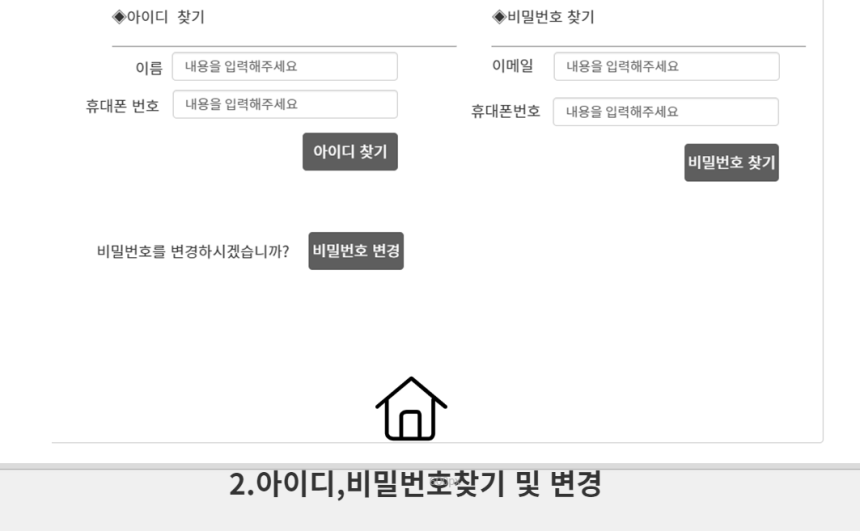 ◈아이디 찾기
이름 내용을 입력해주세요
휴대폰 번호 내용을 입력해주세요
아이디 찾기
◈비밀번호 찾기
이메일 내용을 입력해주세요
휴대폰번호 내용을 입력해주세요
비밀번호 찾기
비밀번호를 변경하시겠습니까? 비밀번호 변경
2.아이디,비밀번호찾기 및 변경